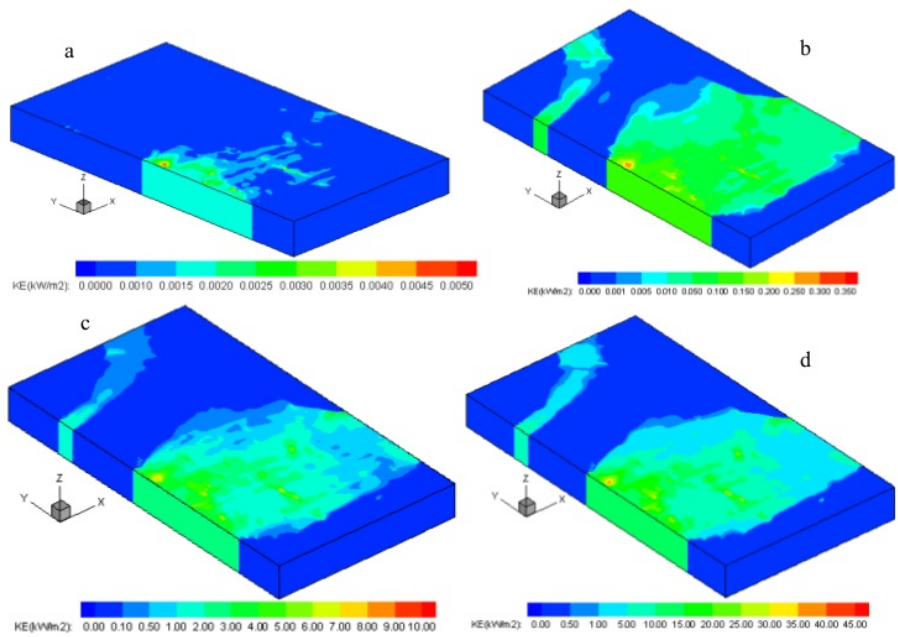 a
Z
Y
X
KE(kW/m2): 0.0000 0.0010 0.0015 0.0020 0.0025 0.0030 0.0035 0.0040 0.0045 0.0050
b
Z
Y
X
KE(kW/m2): 0.000 0.001 0.005 0.050 0.100 0.150 0.200 0.250 0.300 0.350
c
Z
Y
X
KE(kW/m2): 0.00 0.10 0.50 1.00 2.00 3.00 4.00 5.00 6.00 7.00 8.00 9.00 10.00
d
Z
Y
X
KE(kW/m2): 0.00 0.50 1.00 5.00 10.00 15.00 20.00 25.00 30.00 35.00 40.00 45.00